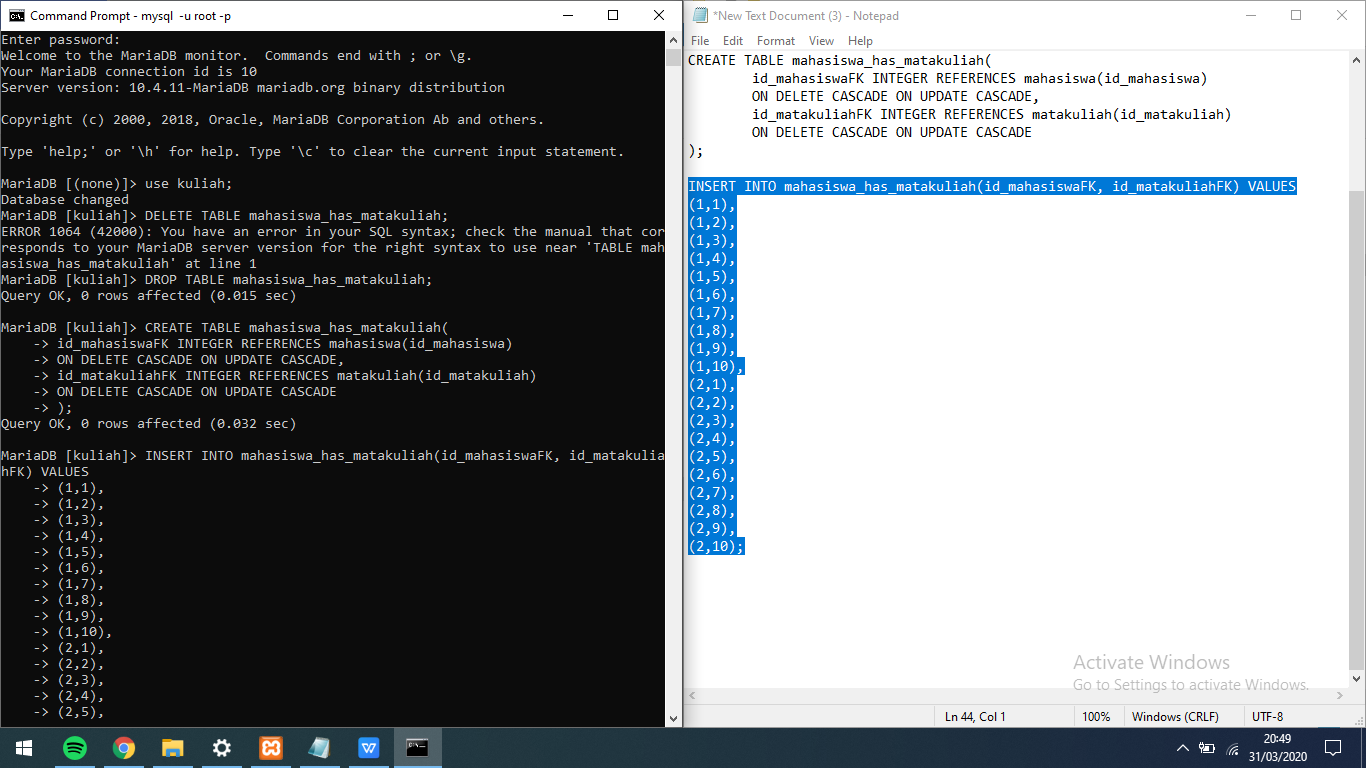 Command Prompt - mysql -u root -p
Enter password:
Welcome to the MariaDB monitor.  Commands end with ; or \g.
Your MariaDB connection id is 10
Server version: 10.4.11-MariaDB mariadb.org binary distribution
Copyright (c) 2000, 2018, Oracle, MariaDB Corporation Ab and others.
Type 'help;' or '\h' for help. Type '\c' to clear the current input statement.
MariaDB [(none)]> use kuliah;
Database changed
MariaDB [kuliah]> DELETE TABLE mahasiswa_has_matakuliah;
ERROR 1064 (42000): You have an error in your SQL syntax; check the manual that cor
responds to your MariaDB server version for the right syntax to use near 'TABLE mah
asiswa_has_matakuliah' at line 1
MariaDB [kuliah]> DROP TABLE mahasiswa_has_matakuliah;
Query OK, 0 rows affected (0.015 sec)
MariaDB [kuliah]> CREATE TABLE mahasiswa_has_matakuliah(
    -> id_mahasiswaFK INTEGER REFERENCES mahasiswa(id_mahasiswa)
    -> ON DELETE CASCADE ON UPDATE CASCADE,
    -> id_matakuliahFK INTEGER REFERENCES matakuliah(id_matakuliah)
    -> ON DELETE CASCADE ON UPDATE CASCADE
    -> );
Query OK, 0 rows affected (0.032 sec)
MariaDB [kuliah]> INSERT INTO mahasiswa_has_matakuliah(id_mahasiswaFK, id_matakulia
hFK) VALUES
    -> (1,1),
    -> (1,2),
    -> (1,3),
    -> (1,4),
    -> (1,5),
    -> (1,6),
    -> (1,7),
    -> (1,8),
    -> (1,9),
    -> (1,10),
    -> (2,1),
    -> (2,2),
    -> (2,3),
    -> (2,4),
    -> (2,5),
*New Text Document (3) - Notepad
File Edit Format View Help
CREATE TABLE mahasiswa_has_matakuliah(
        id_mahasiswaFK INTEGER REFERENCES mahasiswa(id_mahasiswa)
        ON DELETE CASCADE ON UPDATE CASCADE,
        id_matakuliahFK INTEGER REFERENCES matakuliah(id_matakuliah)
        ON DELETE CASCADE ON UPDATE CASCADE
);
INSERT INTO mahasiswa_has_matakuliah(id_mahasiswaFK, id_matakuliahFK) VALUES
(1,1),
(1,2),
(1,3),
(1,4),
(1,5),
(1,6),
(1,7),
(1,8),
(1,9),
(1,10),
(2,1),
(2,2),
(2,3),
(2,4),
(2,5),
(2,6),
(2,7),
(2,8),
(2,9),
(2,10);
Activate Windows
Go to Settings to activate Windows.
Ln 44, Col 1 100% Windows (CRLF) UTF-8
20:49
31/03/2020